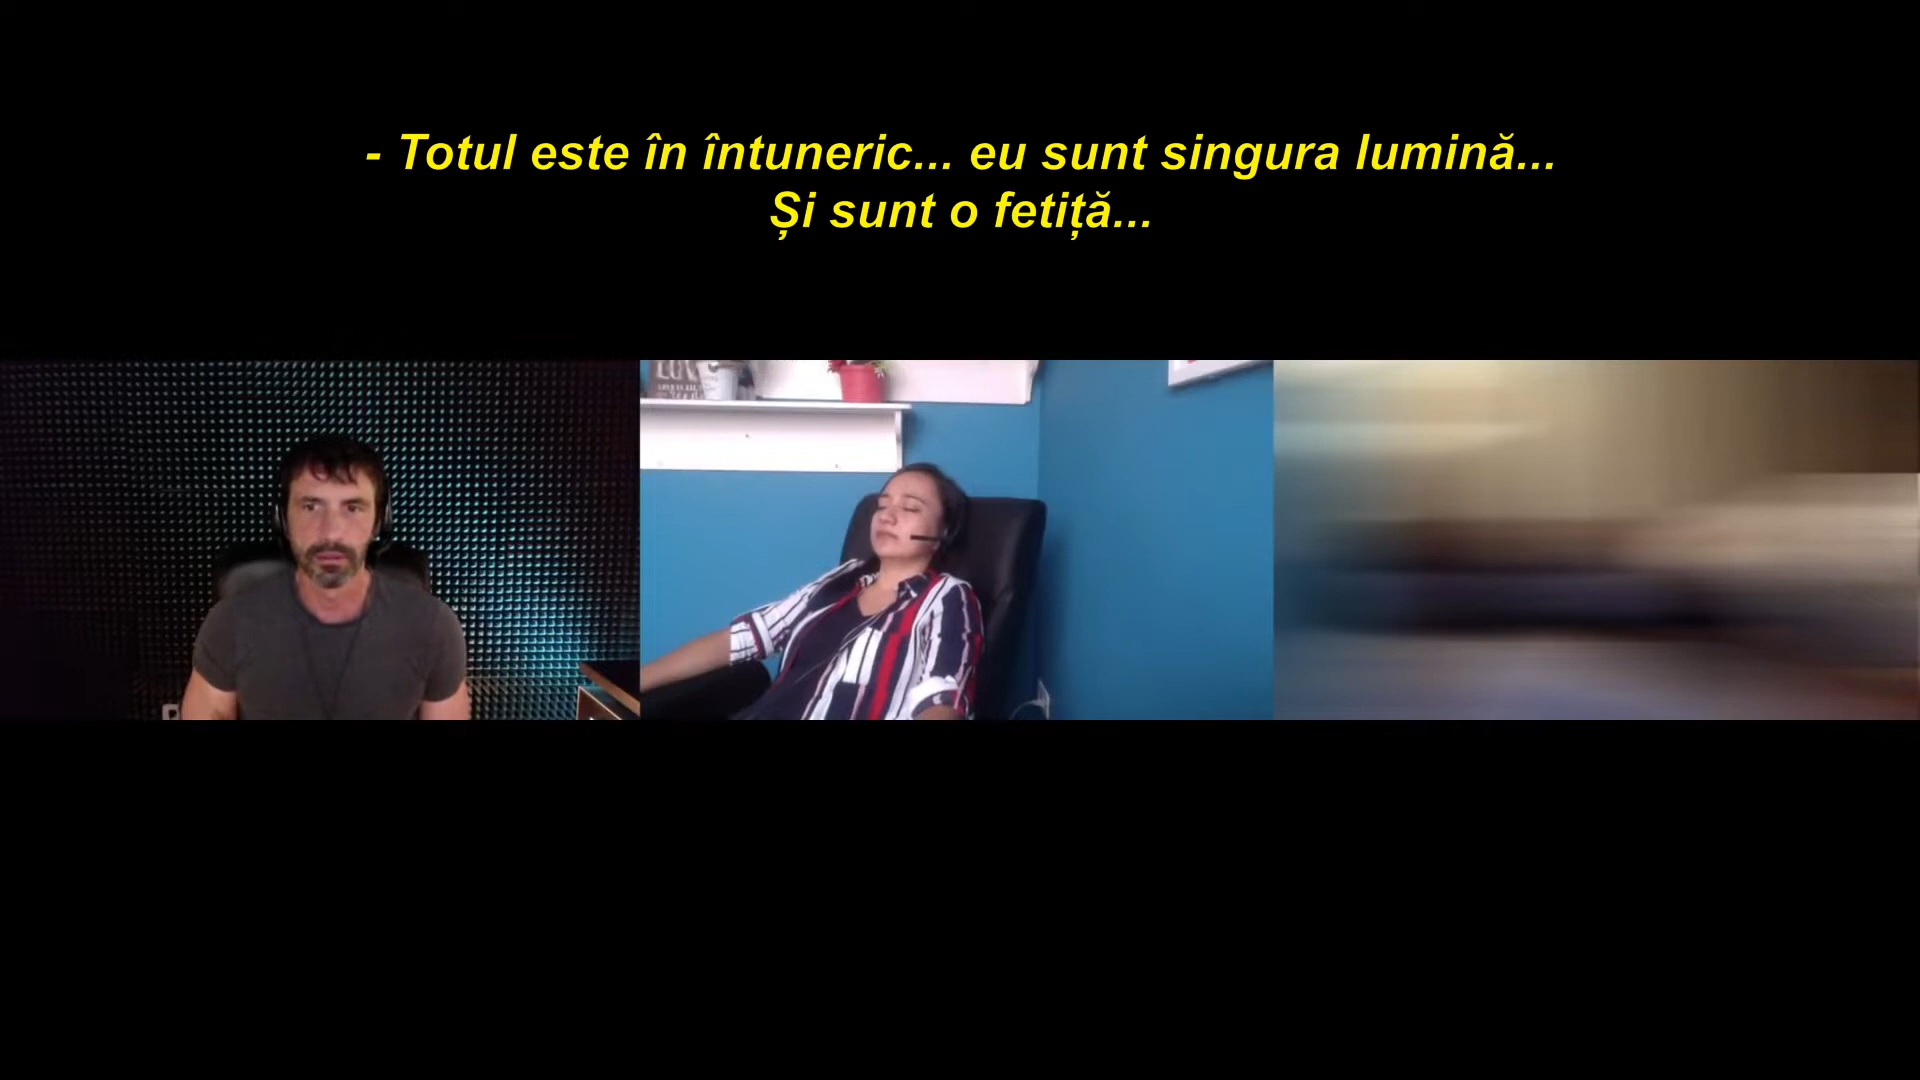 - Totul este în întuneric... eu sunt singura lumină...
Și sunt o fetiță...